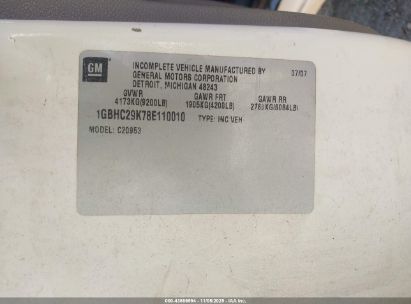 GM
INCOMPLETE VEHICLE MANUFACTURED BY
GENERAL MOTORS CORPORATION
DETROIT, MICHIGAN 48243
07/07
GVWR
4173KG(9200LB)
GAWR FRT
1905KG(4200LB)
GAWR RR
2760KG(6084LB)
1GBHC29K78E110010
TYPE: INC VEH
MODEL: C20953